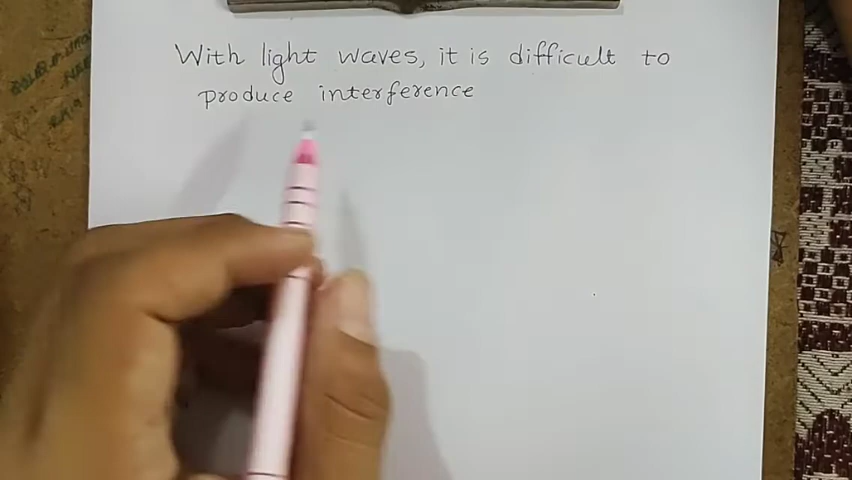 With light waves, it is difficult to
produce interference